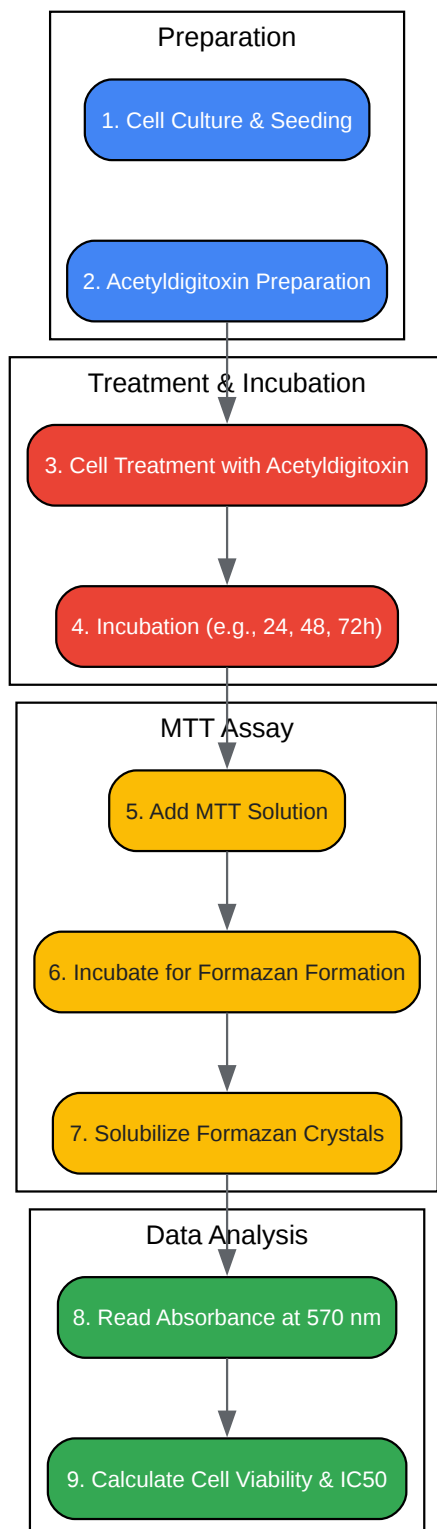 Preparation
1. Cell Culture & Seeding
2. Acetyldigitoxin Preparation
Treatment & Incubation
3. Cell Treatment with Acetyldigitoxin
4. Incubation (e.g., 24, 48, 72h)
MTT Assay
5. Add MTT Solution
6. Incubate for Formazan Formation
7. Solubilize Formazan Crystals
Data Analysis
8. Read Absorbance at 570 nm
9. Calculate Cell Viability & IC50